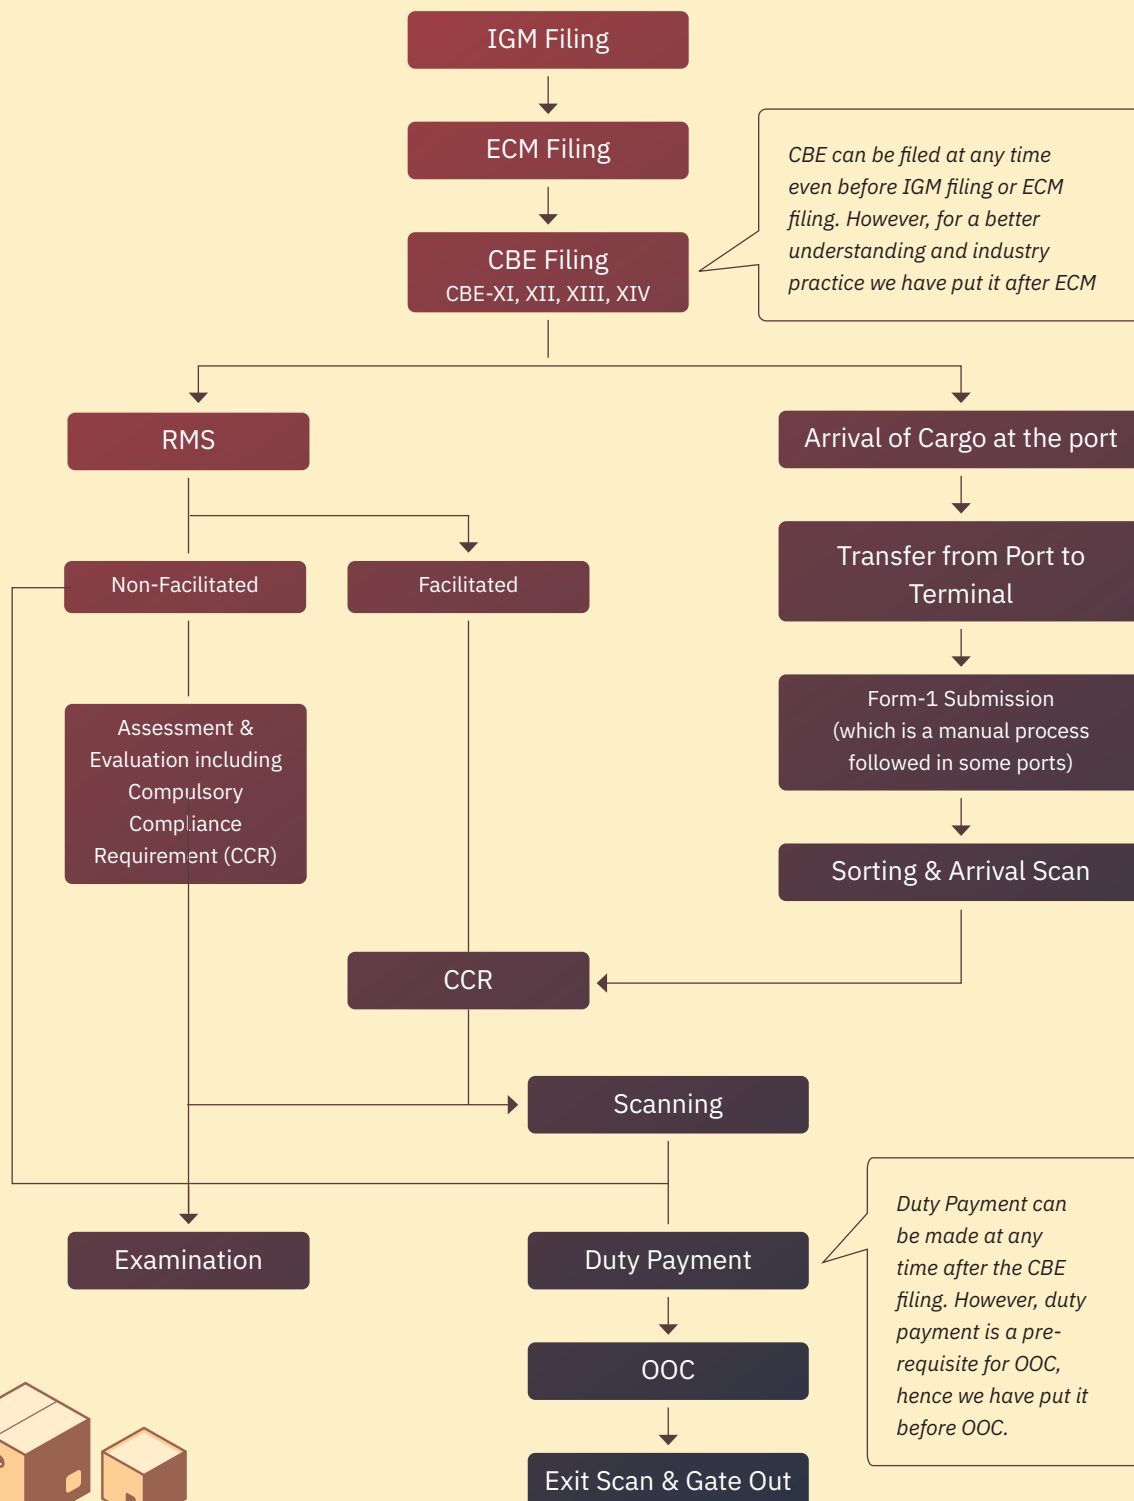 IGM Filing
ECM Filing
CBE can be filed at any time
even before IGM filing or ECM
filing. However, for a better
understanding and industry
practice we have put it after ECM
CBE Filing
CBE-XI, XII, XIII, XIV
RMS
Arrival of Cargo at the port
Non-Facilitated
Facilitated
Transfer from Port to
Terminal
Form-1 Submission
(which is a manual process
followed in some ports)
Assessment &
Evaluation including
Compulsory
Compliance
Requirement (CCR)
Sorting & Arrival Scan
CCR
Scanning
Examination
Duty Payment
Duty Payment can
be made at any
time after the CBE
filing. However, duty
payment is a pre-
requisite for OOC,
hence we have put it
before OOC.
OOC
Exit Scan & Gate Out